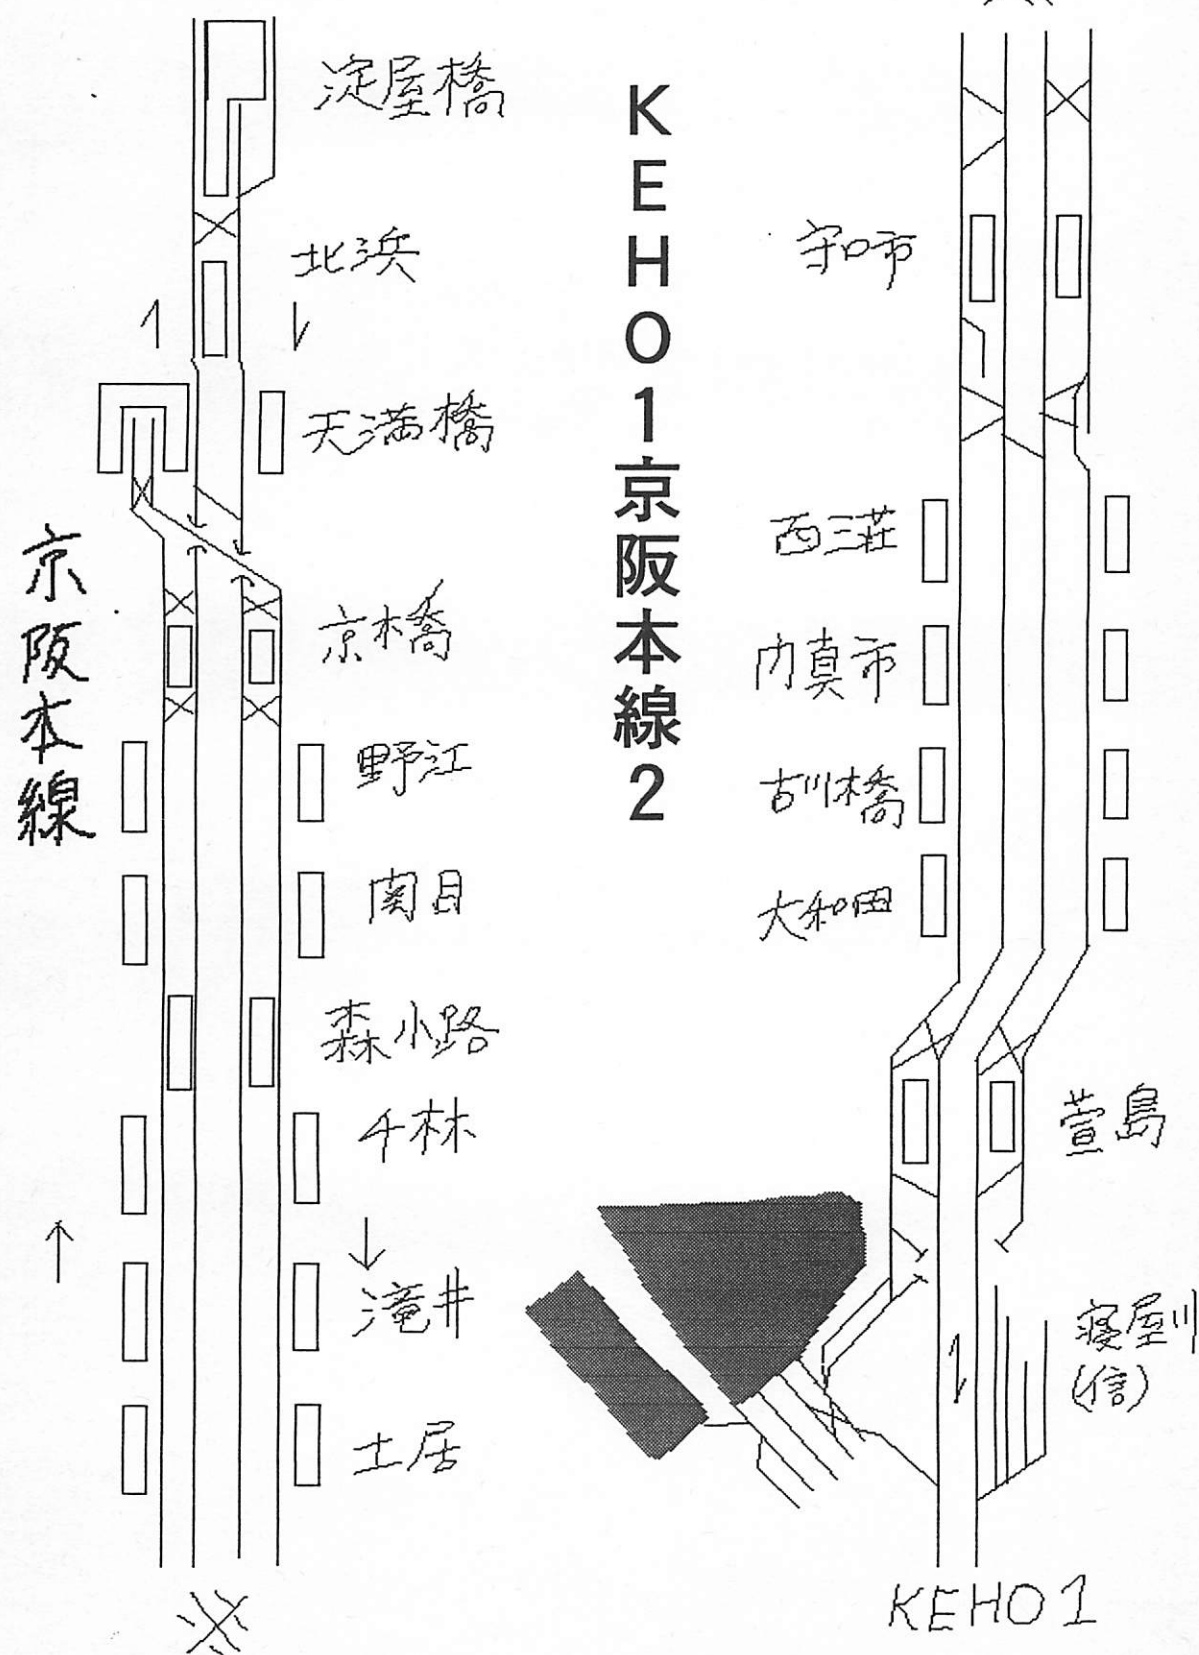 京阪本線
淀屋橋
北浜
天満橋
京橋
野江
関目
森小路
千林
滝井
土居
※
KEHO1京阪本線2
※
守口市
西三荘
門真市
古川橋
大和田
萱島
寝屋川
(信)
KEHO1